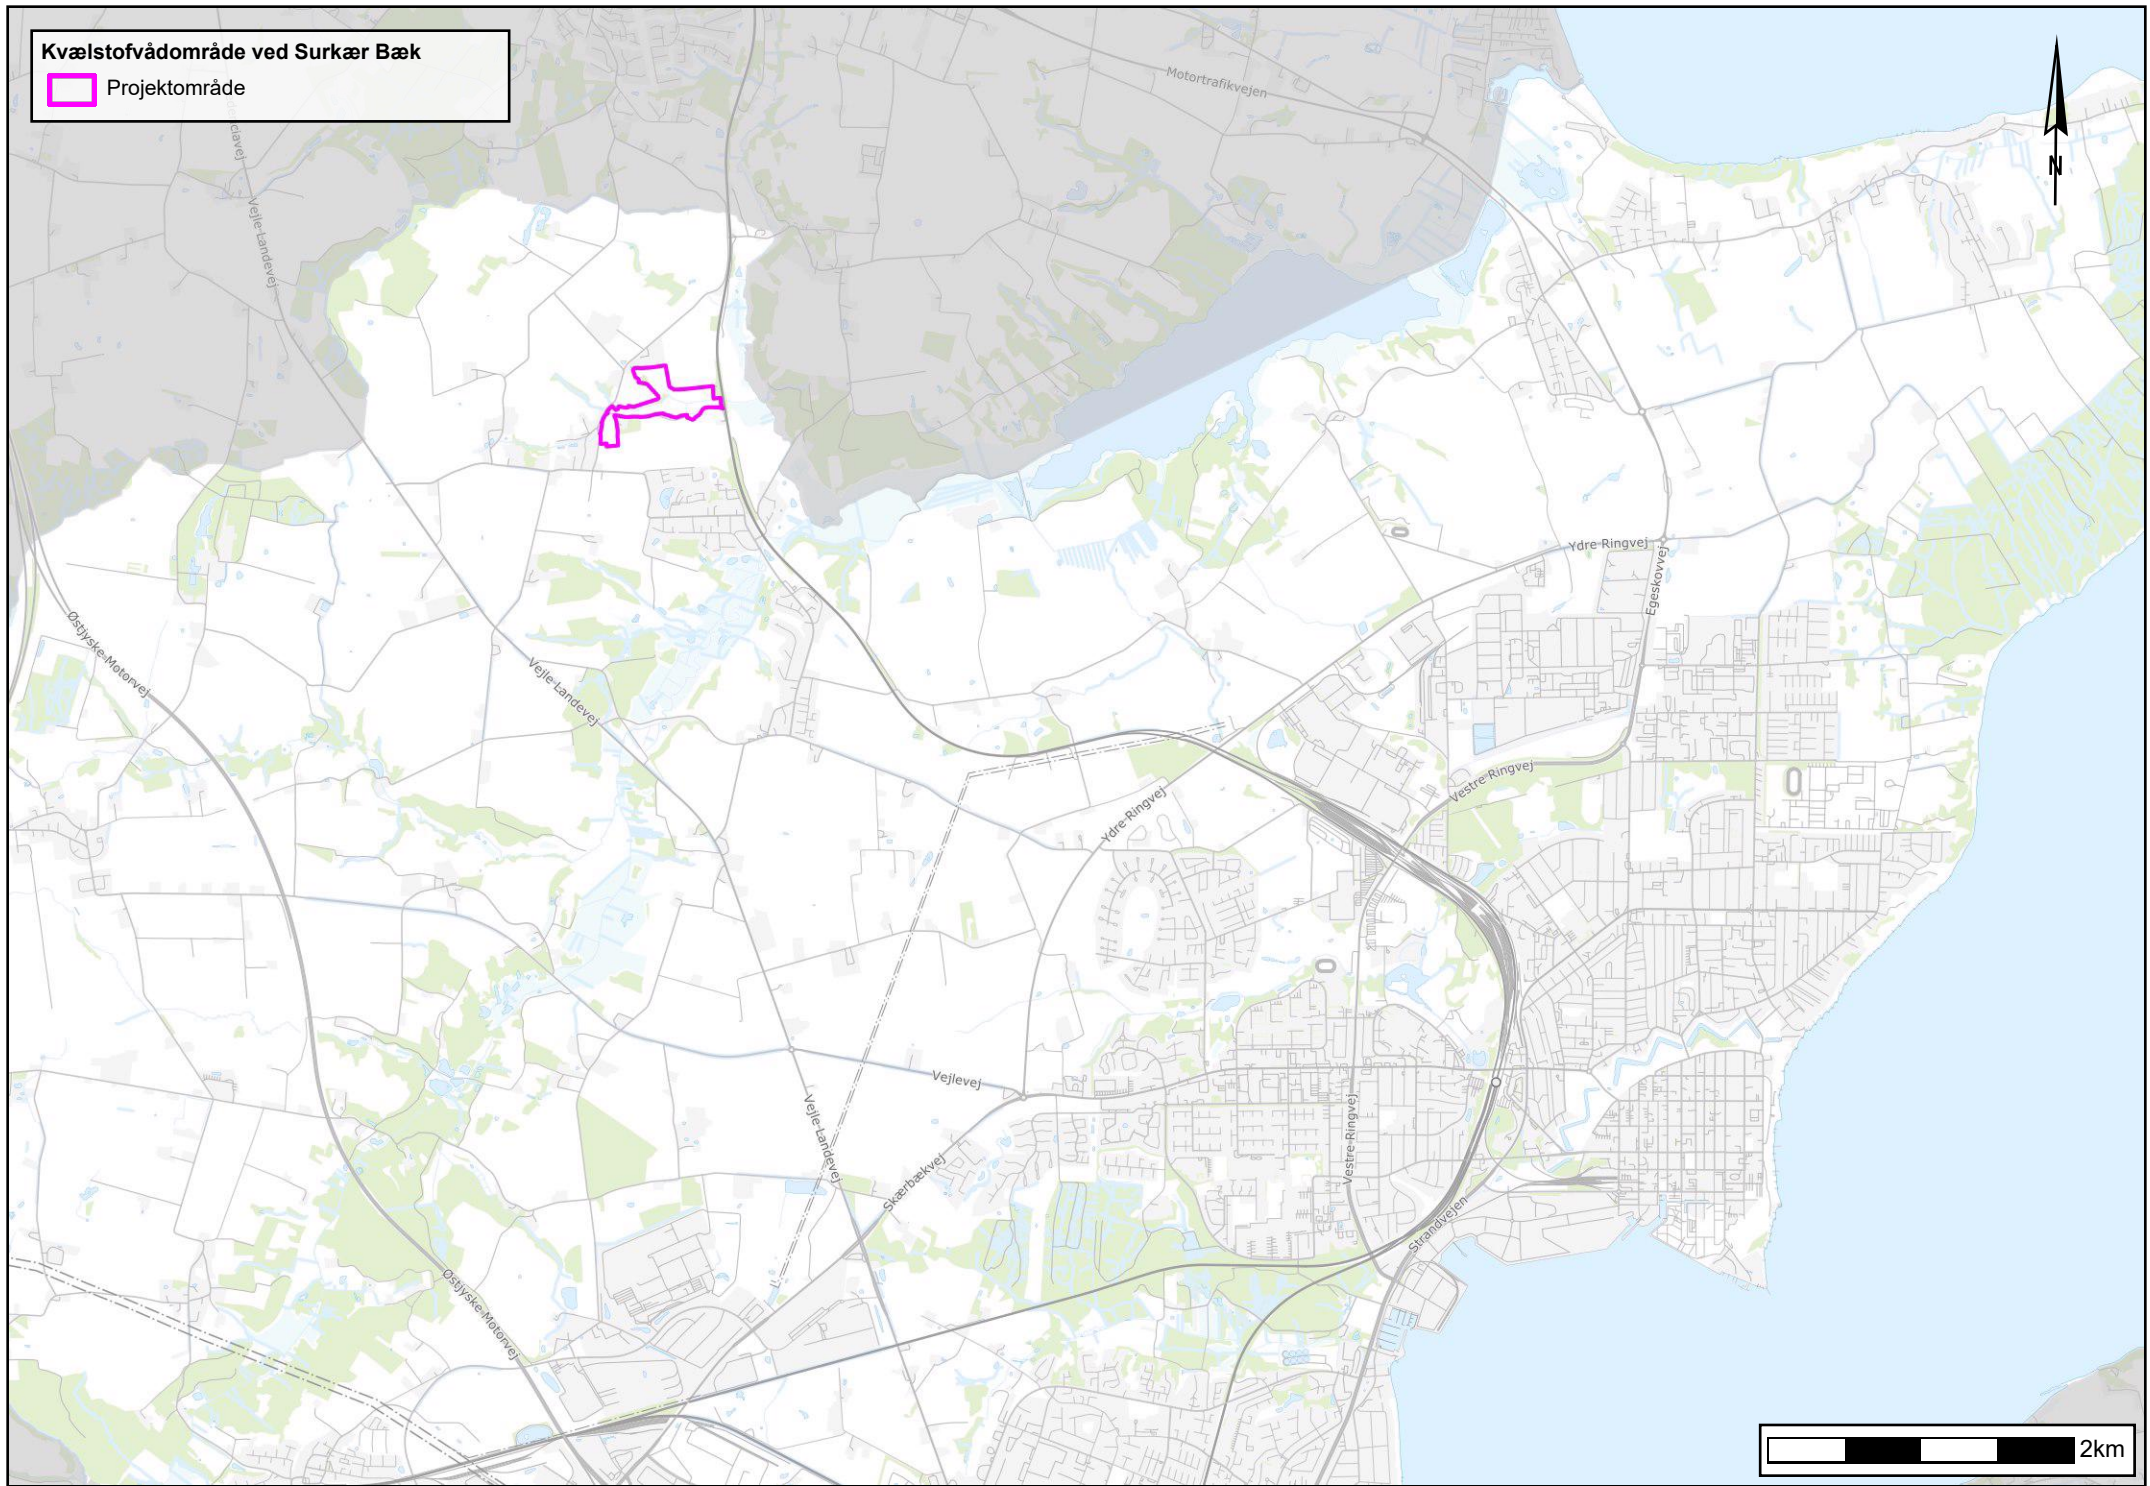 Kvælstofvådområde ved Surkær Bæk
Projektområde
Motortrafikvejen
N
Vejle Landevej
Ydre Ringvej
Egeskovvej
Østjyske Motorvej
Vejle Landevej
Vestre Ringvej
Ydre Ringvej
Vejlevej
Vejle Landevej
Vestre Ringvej
Skærbækvej
Strandvejen
Østjyske Motorvej
2km